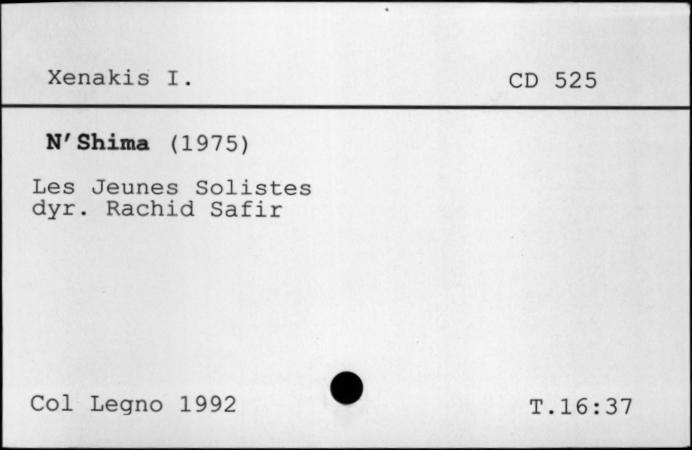 Xenakis I. CD 525
N'Shima (1975)
Les Jeunes Solistes
dyr. Rachid Safir
Col Legno 1992 T.16:37